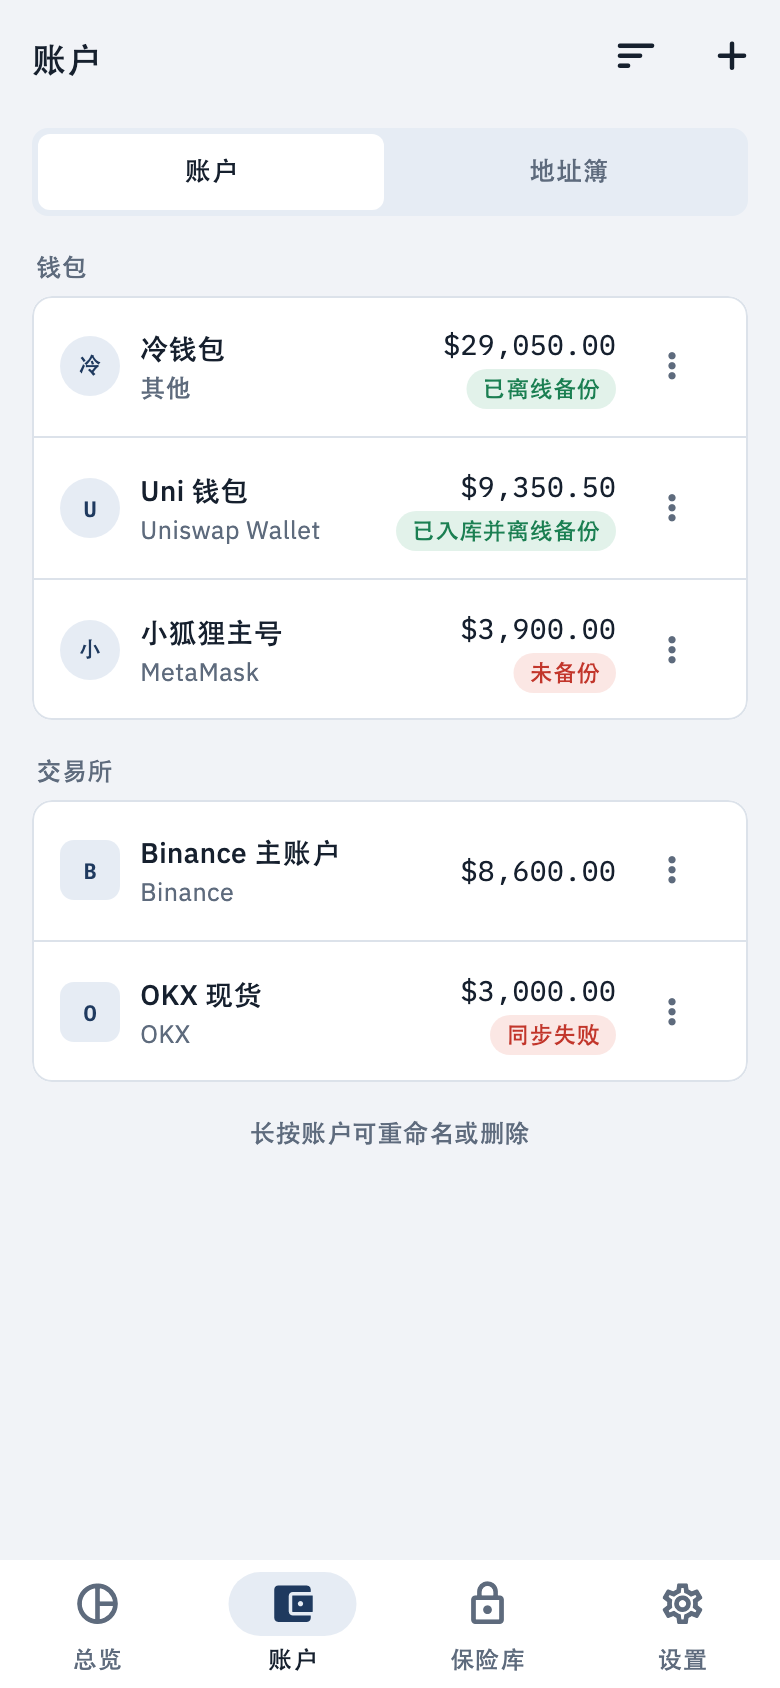 账户
账户
地址簿
钱包
冷
冷钱包
其他
$29,050.00
已离线备份
U
Uni 钱包
Uniswap Wallet
$9,350.50
已入库并离线备份
小
小狐狸主号
MetaMask
$3,900.00
未备份
交易所
B
Binance 主账户
Binance
$8,600.00
O
OKX 现货
OKX
$3,000.00
同步失败
长按账户可重命名或删除
总览
账户
保险库
设置